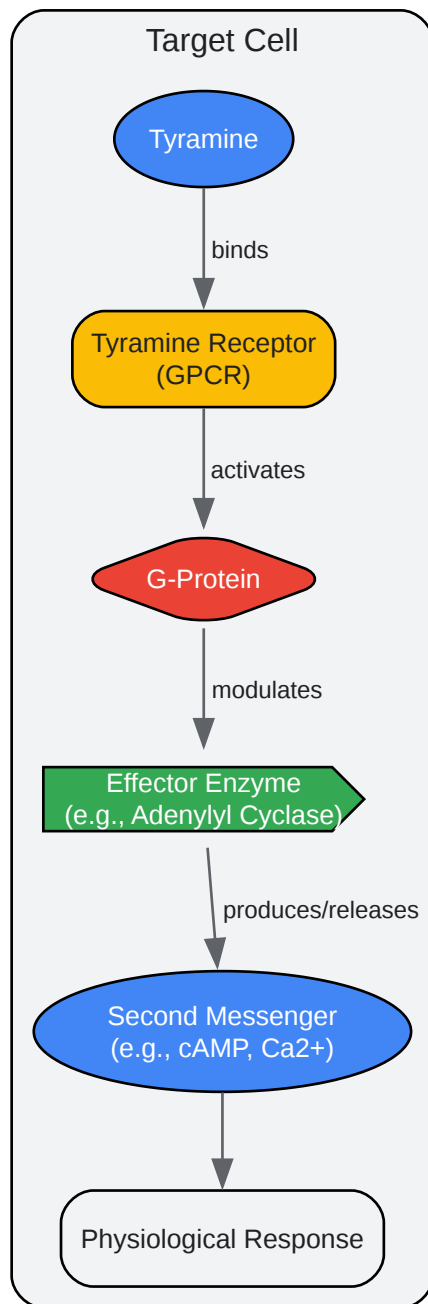 Target Cell
Tyramine
binds
Tyramine Receptor
(GPCR)
activates
G-Protein
modulates
Effector Enzyme
(e.g., Adenylyl Cyclase)
produces/releases
Second Messenger
(e.g., cAMP, Ca2+)
Physiological Response